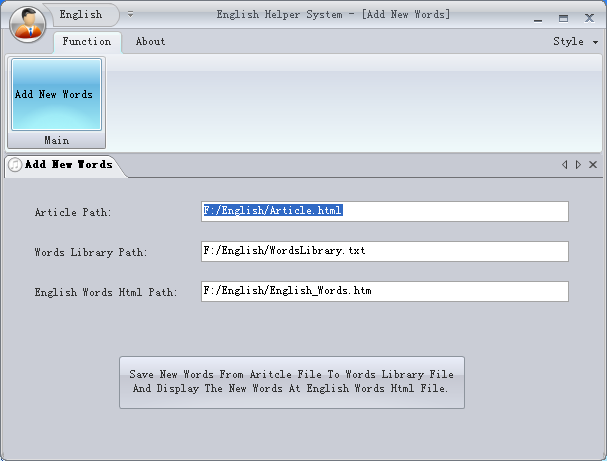 English
English Helper System - [Add New Words]
Function
About
Style
Add New Words
Main
Add New Words
Article Path:
F:/English/Article.html
Words Library Path:
F:/English/WordsLibrary.txt
English Words Html Path:
F:/English/English_Words.htm
Save New Words From Aritcle File To Words Library File
And Display The New Words At English Words Html File.